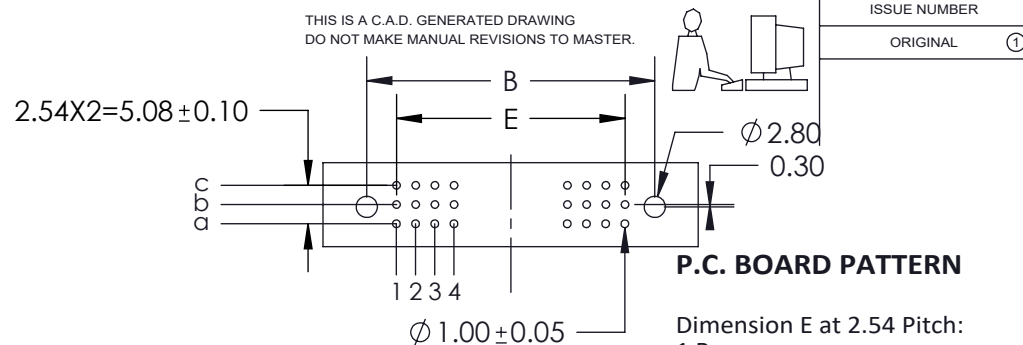 THIS IS A C.A.D. GENERATED DRAWING
DO NOT MAKE MANUAL REVISIONS TO MASTER.
ISSUE NUMBER
ORIGINAL 1
B
2.54X2=5.08±0.10
E
∅2.80
0.30
c
b
a
1 2 3 4
∅1.00±0.05
P.C. BOARD PATTERN
Dimension E at 2.54 Pitch: